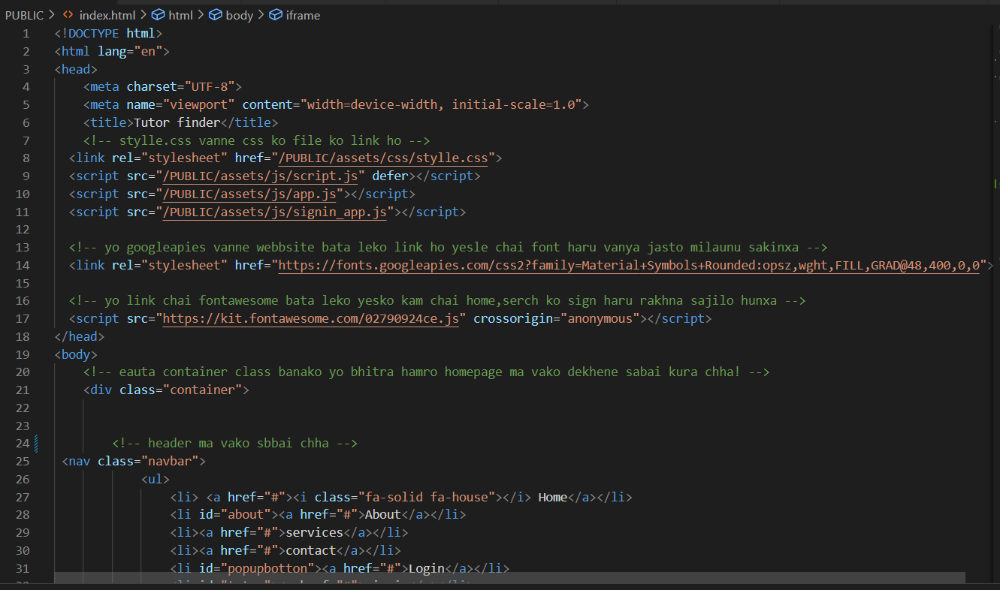 PUBLIC > <> index.html > html > body > iframe
1 <!DOCTYPE html>
2 <html lang="en">
3 <head>
4 <meta charset="UTF-8">
5 <meta name="viewport" content="width=device-width, initial-scale=1.0">
6 <title>Tutor finder</title>
7 <!-- stylle.css vanne css ko file ko link ho -->
8 <link rel="stylesheet" href="/PUBLIC/assets/css/stylle.css">
9 <script src="/PUBLIC/assets/js/script.js" defer></script>
10 <script src="/PUBLIC/assets/js/app.js"></script>
11 <script src="/PUBLIC/assets/js/signin_app.js"></script>
12
13 <!-- yo googleapies vanne webbsite bata leko link ho yesle chai font haru vanya jasto milaunu sakinxa -->
14 <link rel="stylesheet" href="https://fonts.googleapies.com/css2?family=Material+Symbols+Rounded:opsz,wght,FILL,GRAD@48,400,0,0">
15
16 <!-- yo link chai fontawesome bata leko yesko kam chai home,serch ko sign haru rakhna sajilo hunxa -->
17 <script src="https://kit.fontawesome.com/02790924ce.js" crossorigin="anonymous"></script>
18 </head>
19 <body>
20 <!-- eauta container class banako yo bhitra hamro homepage ma vako dekhene sabai kura chha! -->
21 <div class="container">
22
23
24 <!-- header ma vako sbbai chha -->
25 <nav class="navbar">
26 <ul>
27 <li> <a href="#"><i class="fa-solid fa-house"></i> Home</a></li>
28 <li id="about"><a href="#">About</a></li>
29 <li><a href="#">services</a></li>
30 <li><a href="#">contact</a></li>
31 <li id="popupbotton"><a href="#">Login</a></li>